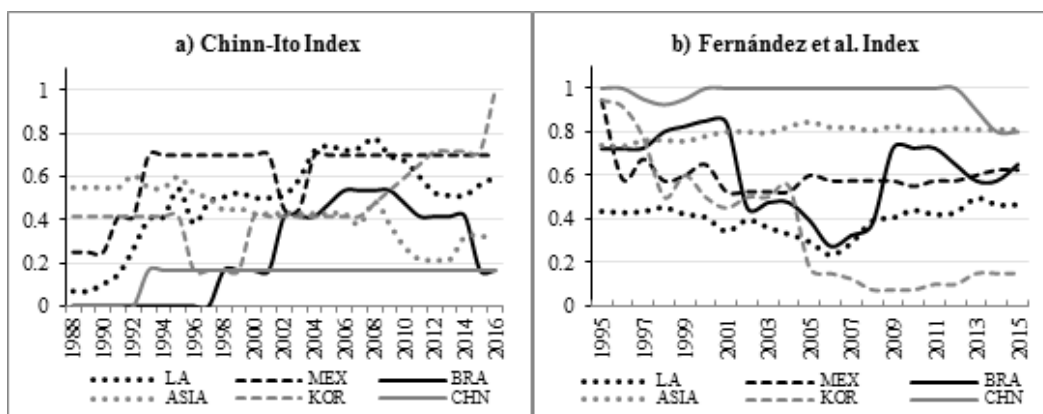 a) Chinn-Ito Index
1
0.8
0.6
0.4
0.2
0
1988
1990
1992
1994
1996
1998
2000
2002
2004
2006
2008
2010
2012
2014
2016
LA
MEX
BRA
ASIA
KOR
CHN
b) Fernández et al. Index
1
0.8
0.6
0.4
0.2
0
1995
1997
1999
2001
2003
2005
2007
2009
2011
2013
2015
LA
MEX
BRA
ASIA
KOR
CHN